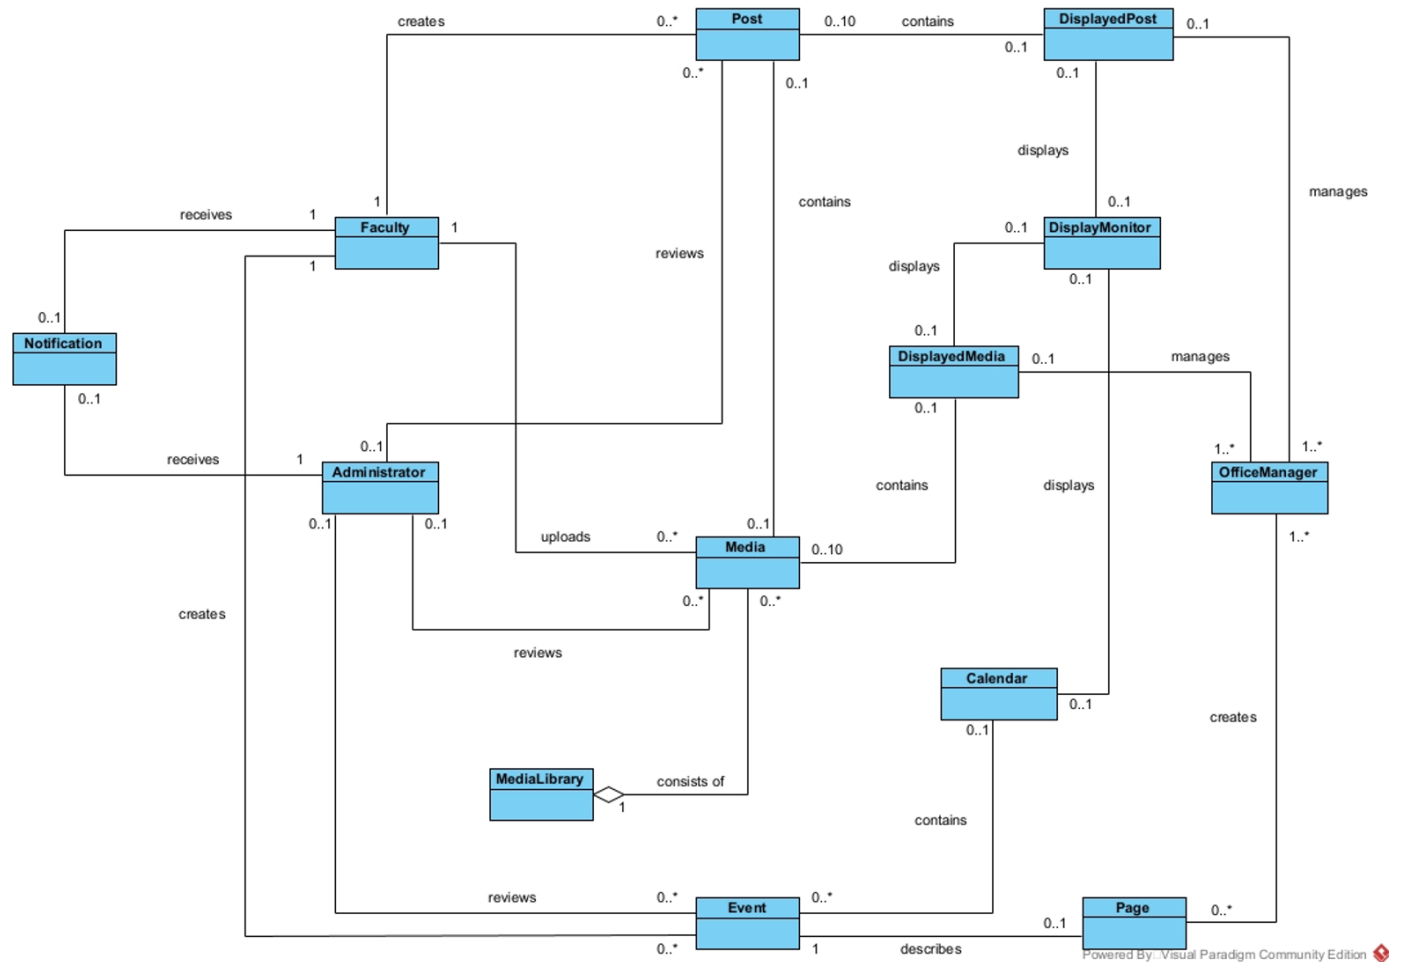 creates
0..*
Post
0..10
contains
DisplayedPost
0..1
0..1
0..*
0..1
0..1
displays
manages
contains
1
receives
1
Faculty
1
0..1
0..1
DisplayMonitor
reviews
1
displays
0..1
0..1
Notification
0..1
0..1
DisplayedMedia
0..1
manages
0..1
0..1
1..*
1..*
receives
1
Administrator
OfficeManager
contains
displays
0..1
0..1
0..1
uploads
0..*
Media
0..10
1..*
0..*
0..*
creates
reviews
Calendar
0..1
creates
0..1
MediaLibrary
consists of
1
contains
reviews
0..*
Event
0..*
Page
0..*
0..1
0..*
1
describes
Powered By Visual Paradigm Community Edition